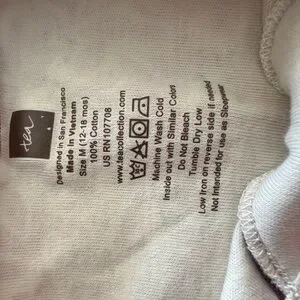 tea
Designed in San Francisco
Made in Vietnam
Size M (12-18 mos)
100% Cotton
US RN107708
www.teacollection.com
Machine Wash Cold
Inside out with Similar Colors
Do Not Bleach
Tumble Dry Low
Low Iron on reverse side if needed
Not Intended for use as Sleepwear